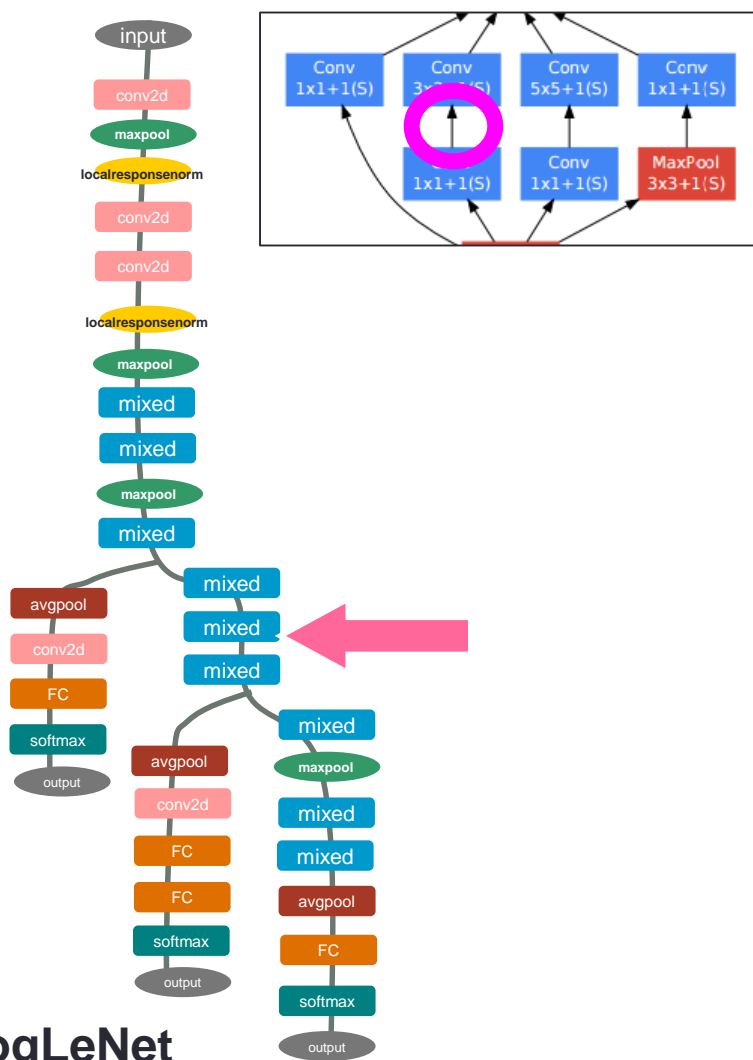 input
conv2d
maxpool
localresponsenorm
conv2d
conv2d
localresponsenorm
maxpool
mixed
mixed
maxpool
mixed
mixed
mixed
mixed
avgpool
conv2d
FC
softmax
output
avgpool
conv2d
FC
FC
softmax
output
mixed
maxpool
mixed
mixed
avgpool
FC
softmax
output
Conv
1x1+1(S)
Conv
Conv
5x5+1(S)
Conv
1x1+1(S)
1x1+1(S)
Conv
1x1+1(S)
MaxPool
3x3+1(S)
ogLeNet